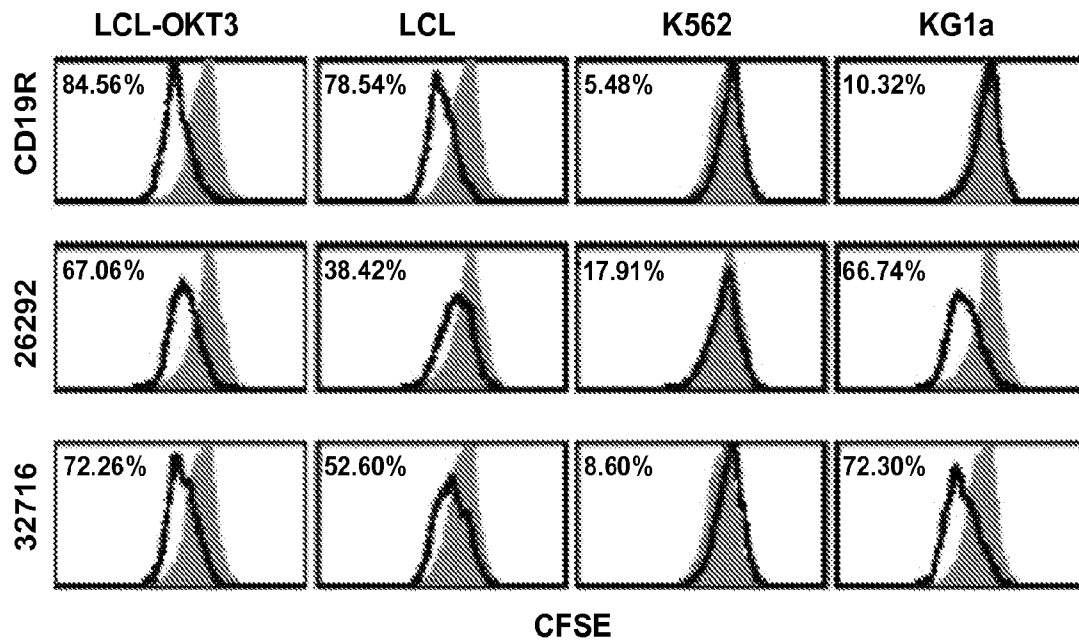 LCL-OKT3 LCL K562 KG1a
CD19R
84.56% 78.54% 5.48% 10.32%
26292
67.06% 38.42% 17.91% 66.74%
32716
72.26% 52.60% 8.60% 72.30%
CFSE